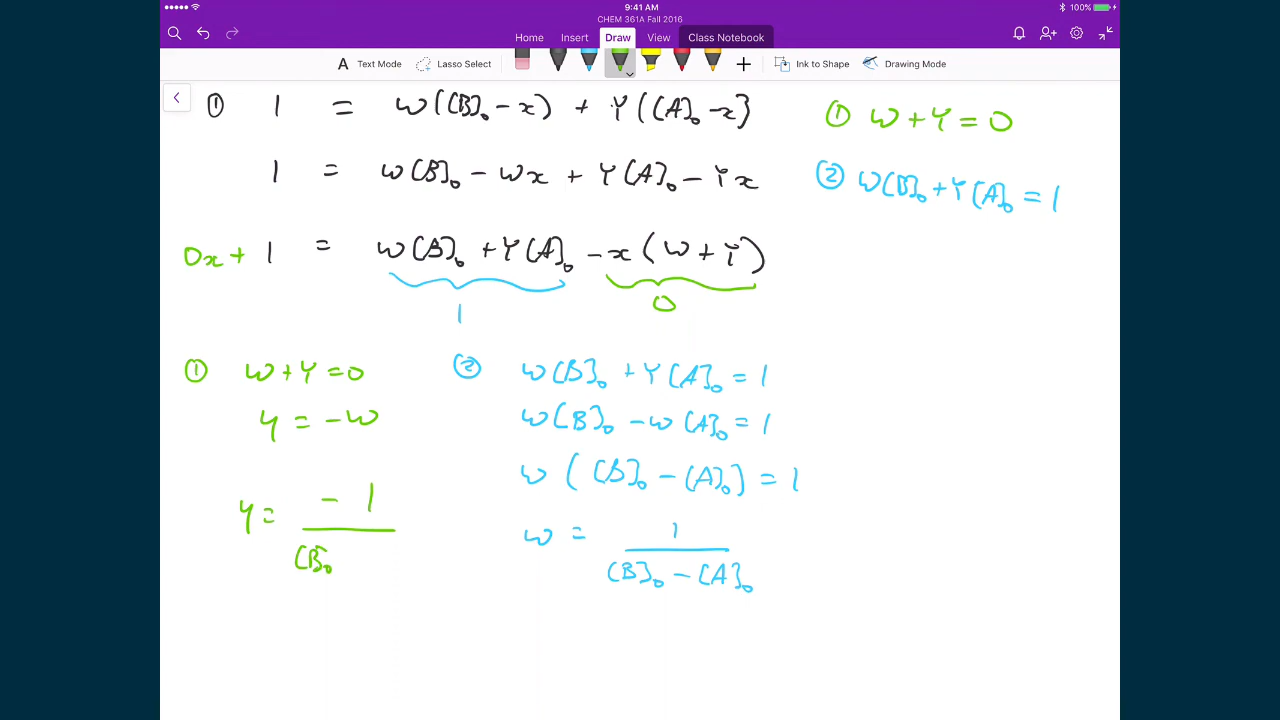 9:41 AM
100%
CHEM 361A Fall 2016
Home Insert Draw View Class Notebook
A Text Mode Lasso Select Ink to Shape Drawing Mode
① 1 = w([B]₀ - x) + Y([A]₀ - x)
1 = w[B]₀ - wx + Y[A]₀ - Yx
0x + 1 = w[B]₀ + Y[A]₀ - x(w + Y)
1 0
① w + Y = 0
② w[B]₀ + Y[A]₀ = 1
① w + Y = 0
Y = -w
Y = - 1
[B]₀
② w[B]₀ + Y[A]₀ = 1
w[B]₀ - w[A]₀ = 1
w([B]₀ - [A]₀) = 1
w = 1
[B]₀ - [A]₀